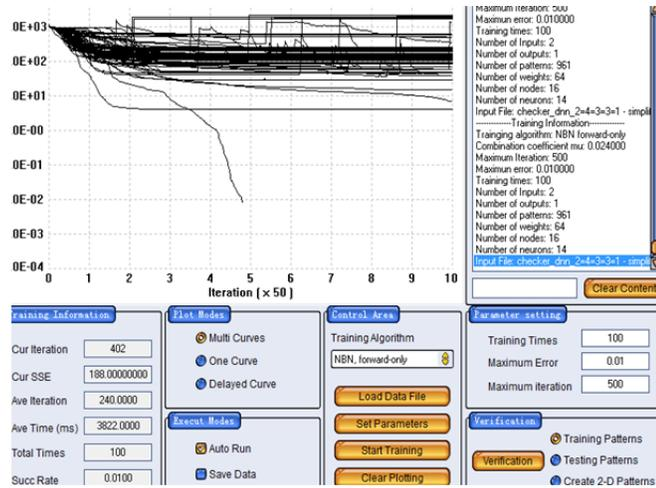 0E+03
0E+02
0E+01
0E-00
0E-01
0E-02
0E-03
0E-04
0 1 2 3 4 5 6 7 8 9 10
Iteration ( x 50 )
Maximum Iteration: 500
Maximun error: 0.010000
Training times: 100
Number of Inputs: 2
Number of outputs: 1
Number of patterns: 961
Number of weights: 64
Number of nodes: 16
Number of neurons: 14
Input File: checker_dnn_2=4=3=3=1 - simplif
------------Training Information------------
Trainging algorithm: NBN forward-only
Combination coefficient mu: 0.024000
Maximum Iteration: 500
Maximun error: 0.010000
Training times: 100
Number of Inputs: 2
Number of outputs: 1
Number of patterns: 961
Number of weights: 64
Number of nodes: 16
Number of neurons: 14
Input File: checker_dnn_2=4=3=3=1 - simplif
Clear Content
raining Information
Cur Iteration 402
Cur SSE 188.00000000
Ave Iteration 240.0000
Ave Time (ms) 3822.0000
Total Times 100
Succ Rate 0.0100
Plot Modes
Multi Curves
One Curve
Delayed Curve
Execut Modes
Auto Run
Save Data
Control Area
Training Algorithm
NBN, forward-only
Load Data File
Set Parameters
Start Training
Clear Plotting
Parameter setting
Training Times 100
Maximum Error 0.01
Maximum iteration 500
Verification
Verification
Training Patterns
Testing Patterns
Create 2-D Patterns